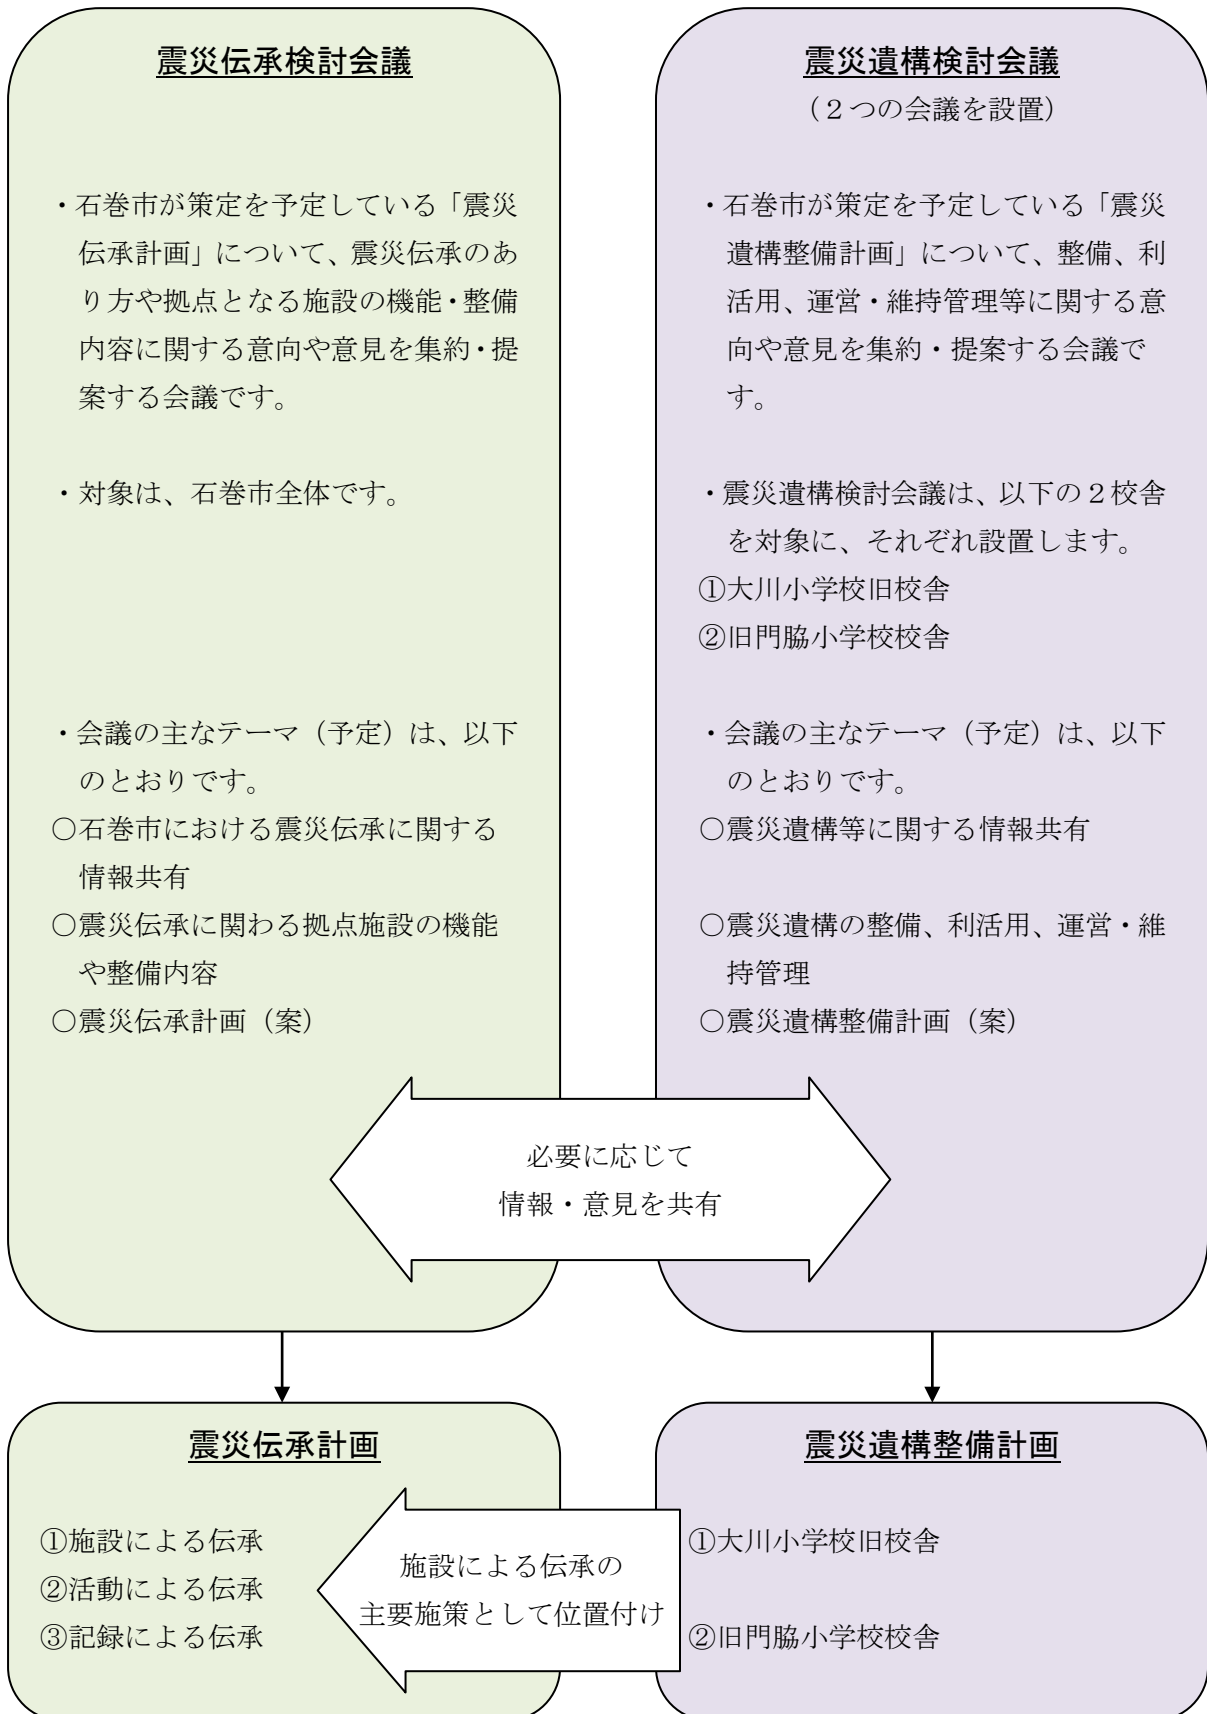 震災伝承検討会議
・石巻市が策定を予定している「震災
伝承計画」について、震災伝承のあ
り方や拠点となる施設の機能・整備
内容に関する意向や意見を集約・提
案する会議です。
・対象は、石巻市全体です。
・会議の主なテーマ（予定）は、以下
のとおりです。
○石巻市における震災伝承に関する
情報共有
○震災伝承に関わる拠点施設の機能
や整備内容
○震災伝承計画（案）
震災遺構検討会議
（２つの会議を設置）
・石巻市が策定を予定している「震災
遺構整備計画」について、整備、利
活用、運営・維持管理等に関する意
向や意見を集約・提案する会議で
す。
・震災遺構検討会議は、以下の２校舎
を対象に、それぞれ設置します。
①大川小学校旧校舎
②旧門脇小学校校舎
・会議の主なテーマ（予定）は、以下
のとおりです。
○震災遺構等に関する情報共有
○震災遺構の整備、利活用、運営・維
持管理
○震災遺構整備計画（案）
必要に応じて
情報・意見を共有
震災伝承計画
①施設による伝承
②活動による伝承
③記録による伝承
施設による伝承の
主要施策として位置付け
震災遺構整備計画
①大川小学校旧校舎
②旧門脇小学校校舎